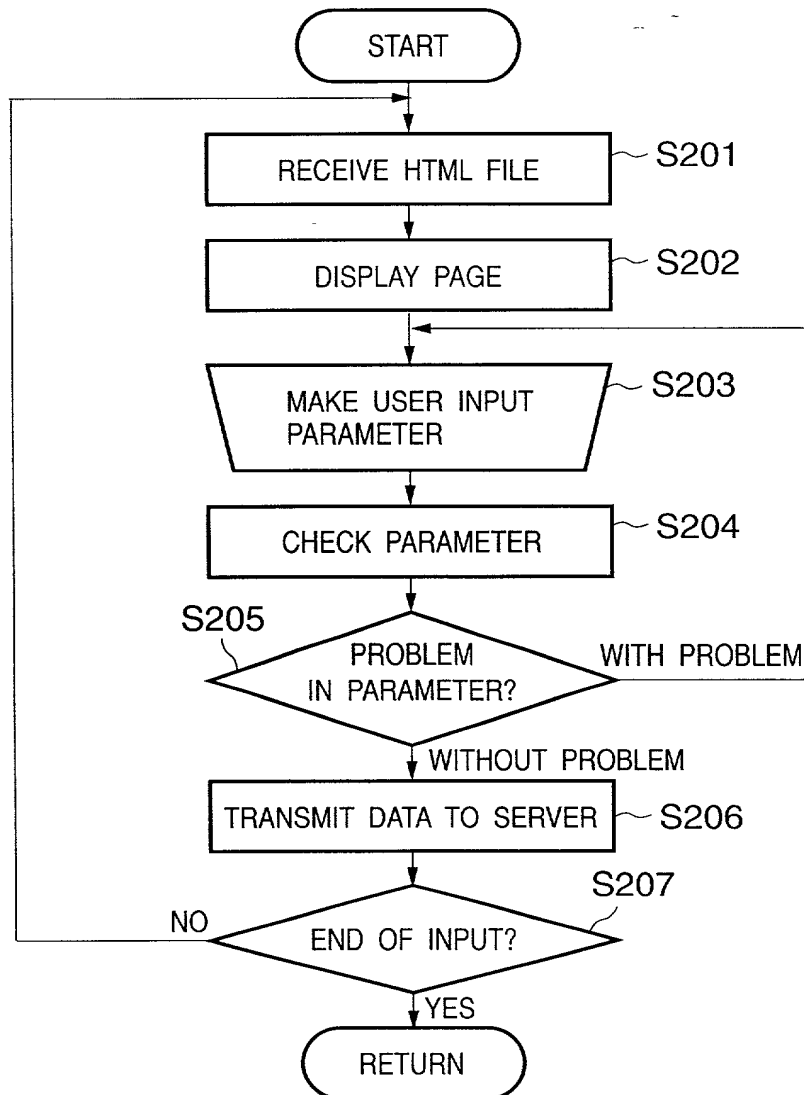 START
RECEIVE HTML FILE
S201
DISPLAY PAGE
S202
MAKE USER INPUT
PARAMETER
S203
CHECK PARAMETER
S204
S205
PROBLEM
IN PARAMETER?
WITH PROBLEM
WITHOUT PROBLEM
TRANSMIT DATA TO SERVER
S206
S207
NO
END OF INPUT?
YES
RETURN